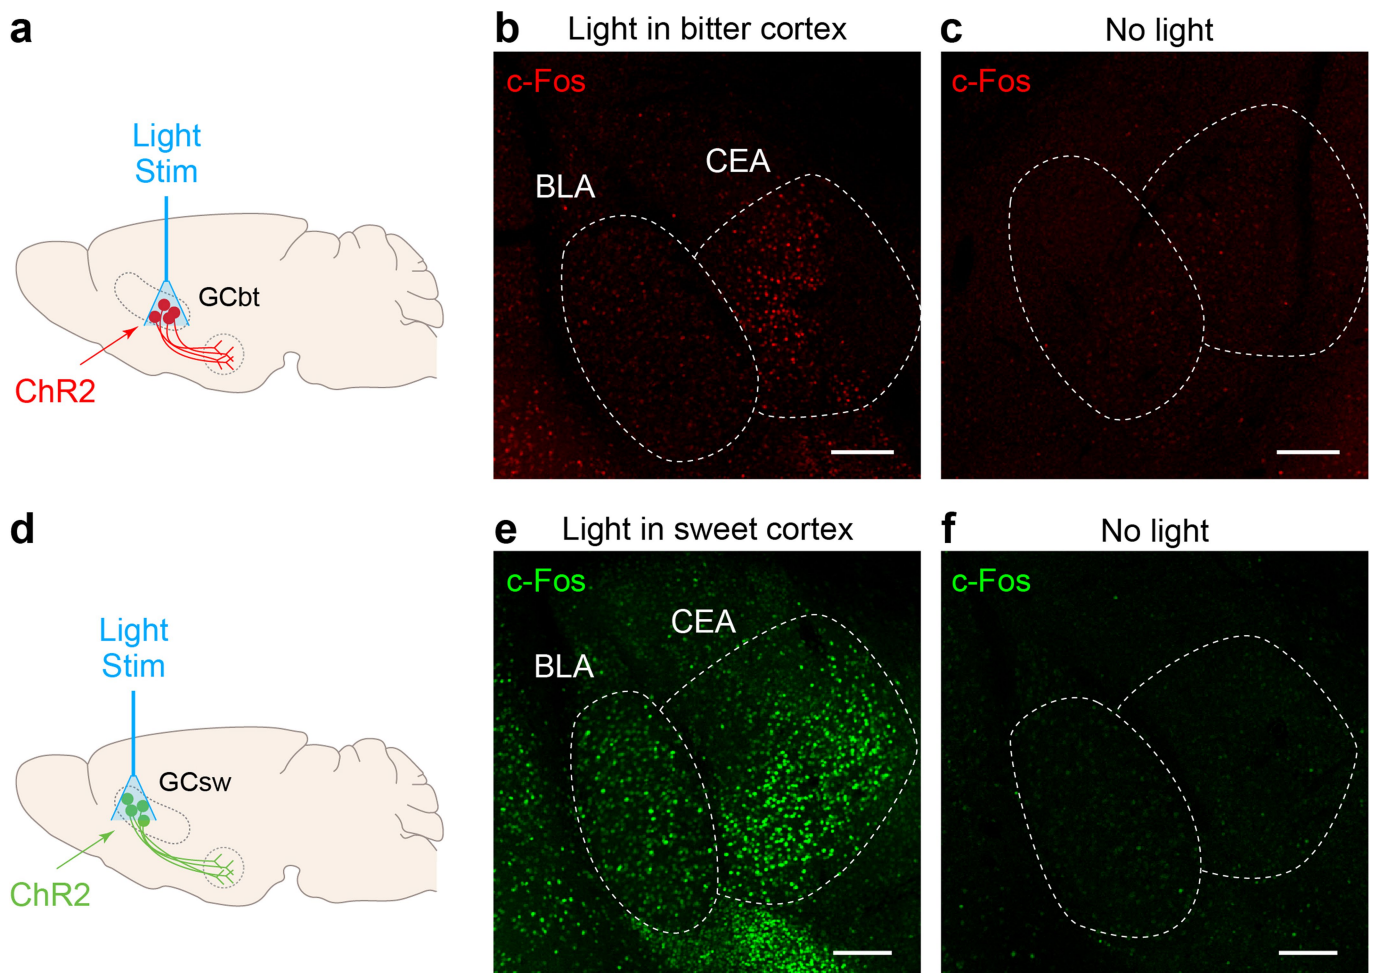 a
Light
Stim
GCbt
ChR2
b
Light in bitter cortex
c-Fos
CEA
BLA
c
No light
c-Fos
d
Light
Stim
GCsw
ChR2
e
Light in sweet cortex
c-Fos
CEA
BLA
f
No light
c-Fos